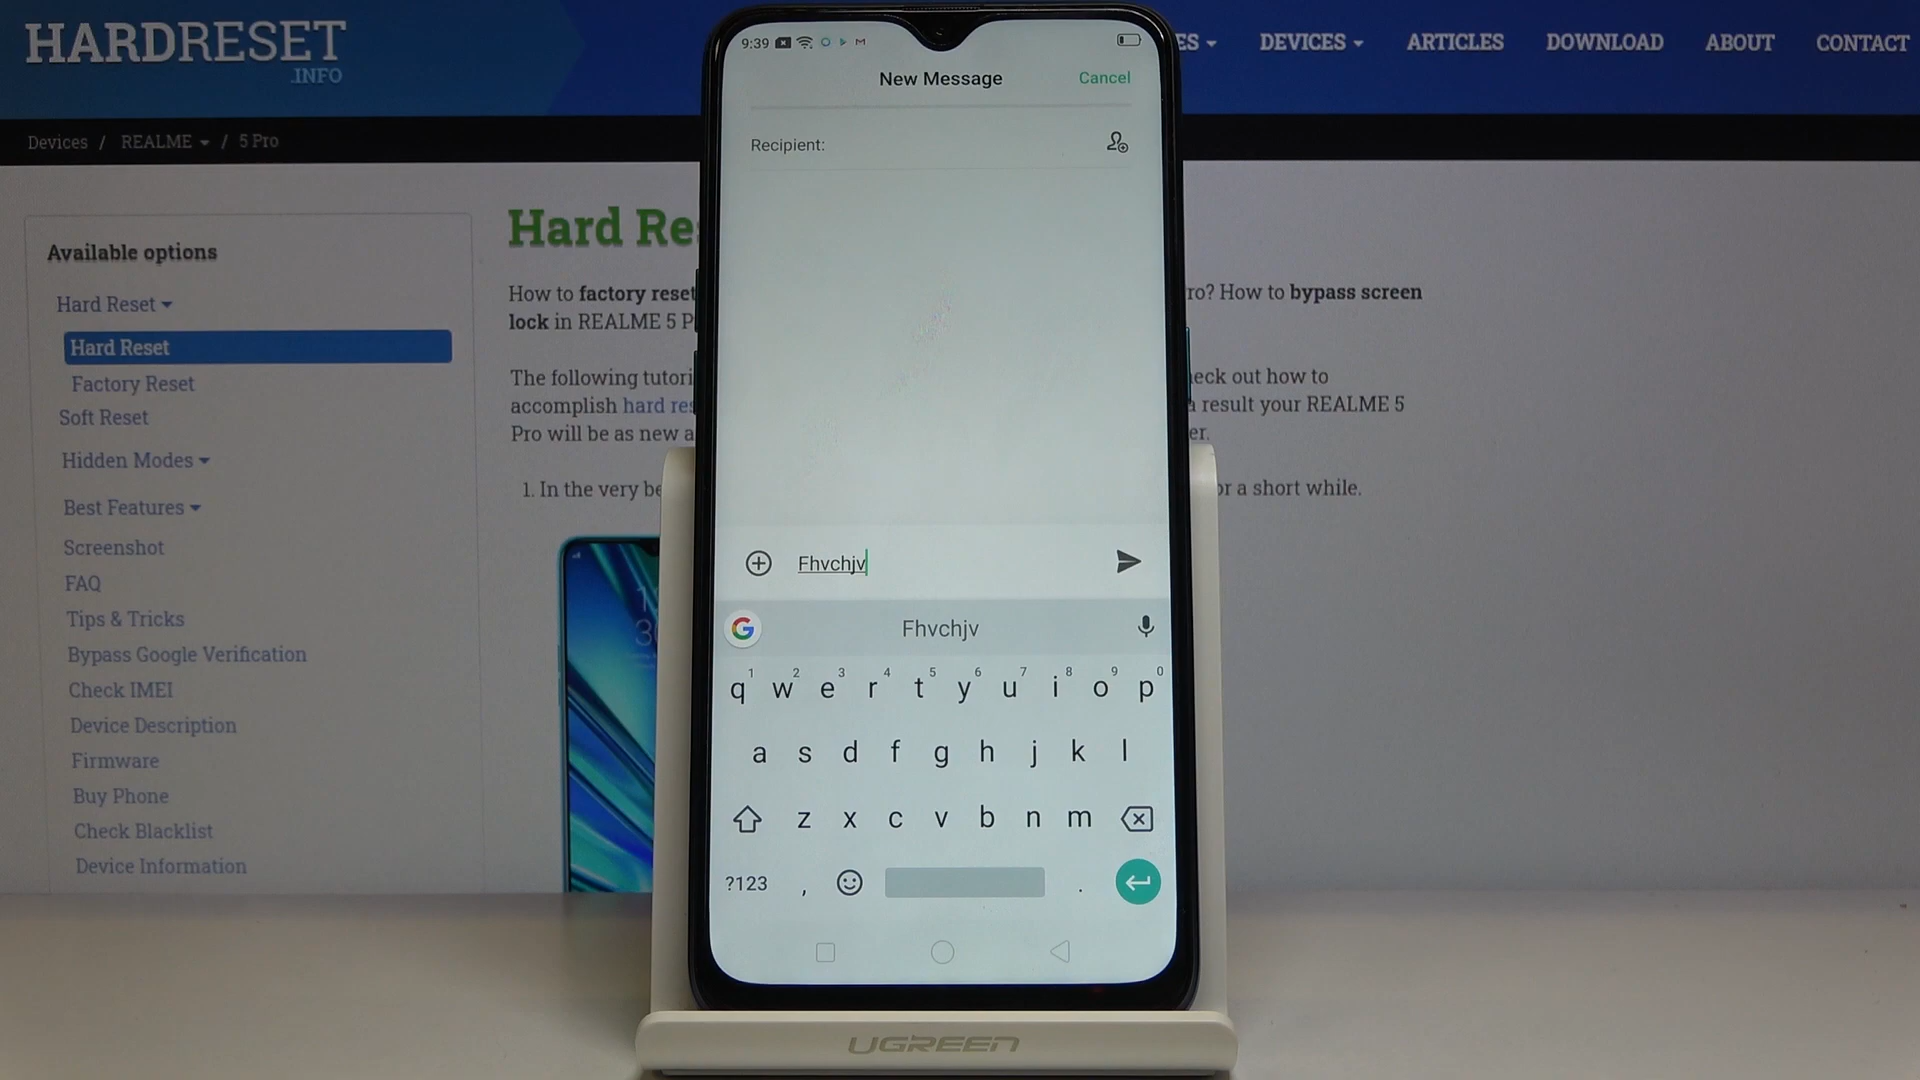 HARDRESET
.INFO
ES DEVICES ARTICLES DOWNLOAD ABOUT CONTACT
Devices / REALME / 5 Pro
9:39
New Message Cancel
Recipient:
Available options
Hard Reset
Hard Reset
Factory Reset
Soft Reset
Hidden Modes
Best Features
Screenshot
FAQ
Tips & Tricks
Bypass Google Verification
Check IMEI
Device Description
Firmware
Buy Phone
Check Blacklist
Device Information
Hard Re
How to factory reset ro? How to bypass screen
lock in REALME 5 P
The following tutori eck out how to
accomplish hard res a result your REALME 5
Pro will be as new a er.
1. In the very be or a short while.
Fhvchjv
G Fhvchjv
1 2 3 4 5 6 7 8 9 0
q w e r t y u i o p
a s d f g h j k l
z x c v b n m
?123 , .
UGREEN